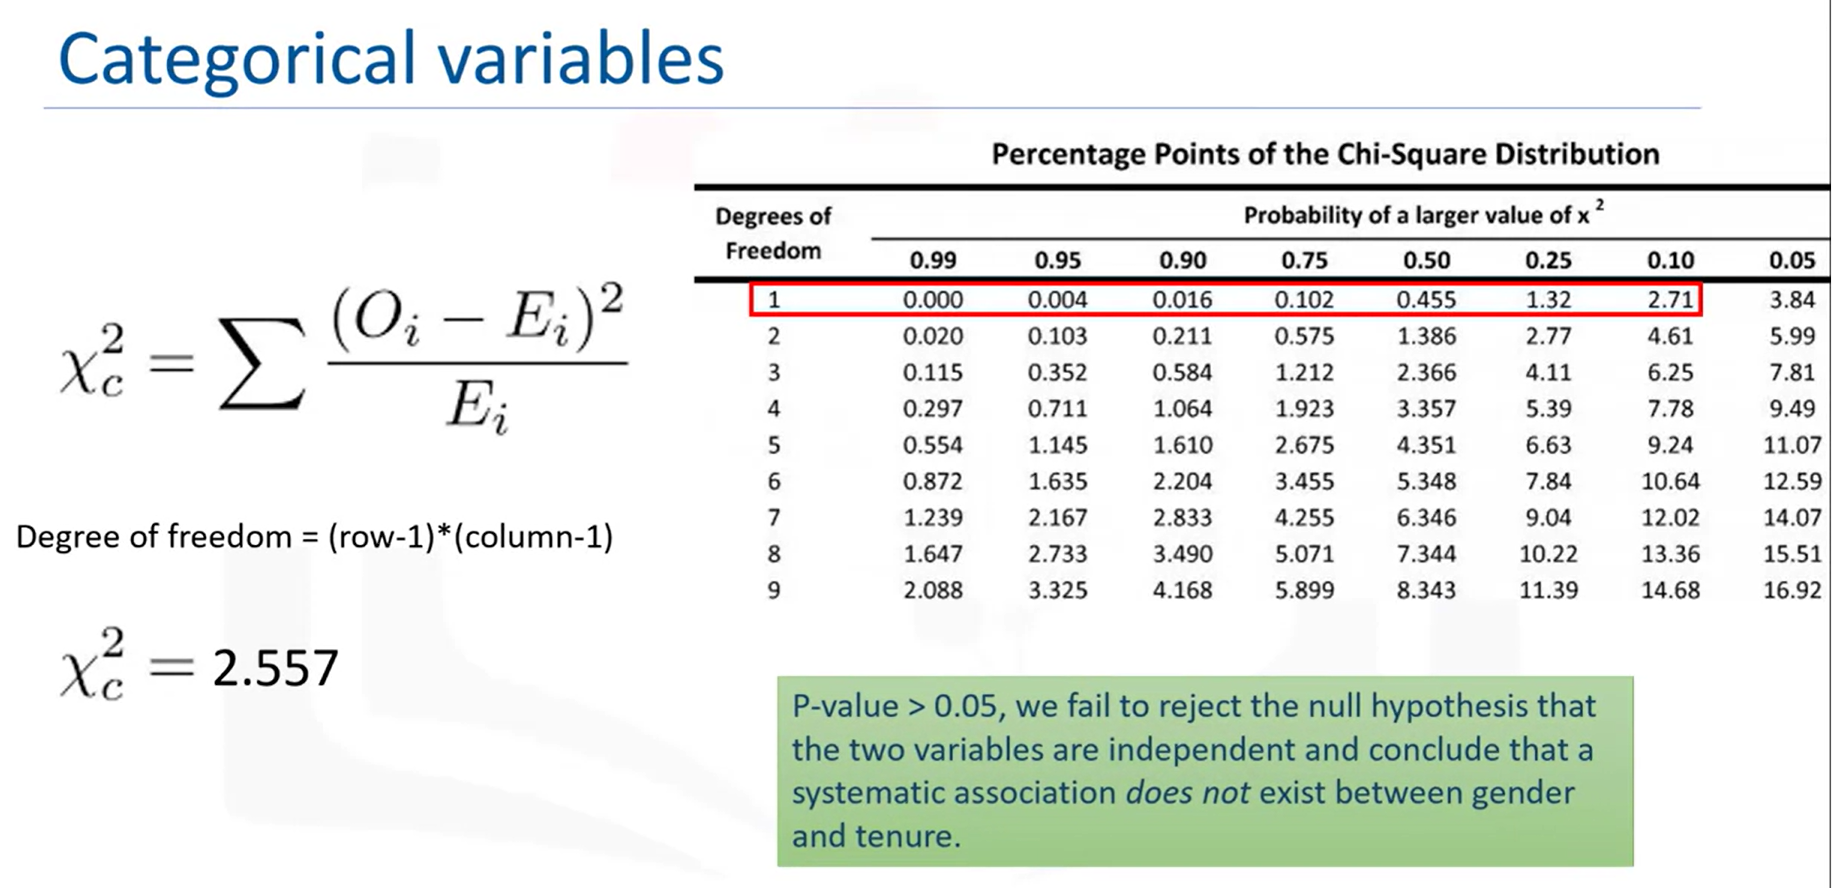 Categorical variables
Percentage Points of the Chi-Square Distribution
Degrees of Freedom Probability of a larger value of x ²
0.99 0.95 0.90 0.75 0.50 0.25 0.10 0.05
1 0.000 0.004 0.016 0.102 0.455 1.32 2.71 3.84
2 0.020 0.103 0.211 0.575 1.386 2.77 4.61 5.99
3 0.115 0.352 0.584 1.212 2.366 4.11 6.25 7.81
4 0.297 0.711 1.064 1.923 3.357 5.39 7.78 9.49
5 0.554 1.145 1.610 2.675 4.351 6.63 9.24 11.07
6 0.872 1.635 2.204 3.455 5.348 7.84 10.64 12.59
7 1.239 2.167 2.833 4.255 6.346 9.04 12.02 14.07
8 1.647 2.733 3.490 5.071 7.344 10.22 13.36 15.51
9 2.088 3.325 4.168 5.899 8.343 11.39 14.68 16.92
χ²_c = ∑ (O_i − E_i)² / E_i
Degree of freedom = (row-1)*(column-1)
χ²_c = 2.557
P-value > 0.05, we fail to reject the null hypothesis that
the two variables are independent and conclude that a
systematic association does not exist between gender
and tenure.